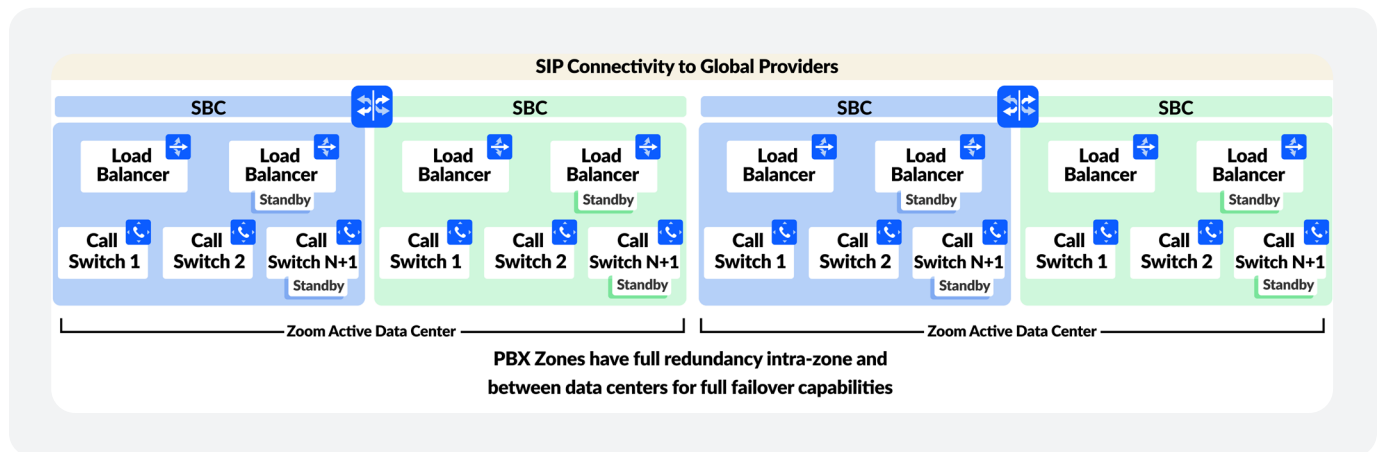 SIP Connectivity to Global Providers
SBC
SBC
SBC
SBC
Load
Balancer
Load
Balancer
Standby
Call
Switch 1
Call
Switch 2
Call
Switch N+1
Standby
Load
Balancer
Load
Balancer
Standby
Call
Switch 1
Call
Switch 2
Call
Switch N+1
Standby
Load
Balancer
Load
Balancer
Standby
Call
Switch 1
Call
Switch 2
Call
Switch N+1
Standby
Load
Balancer
Load
Balancer
Standby
Call
Switch 1
Call
Switch 2
Call
Switch N+1
Standby
Zoom Active Data Center
Zoom Active Data Center
PBX Zones have full redundancy intra-zone and
between data centers for full failover capabilities